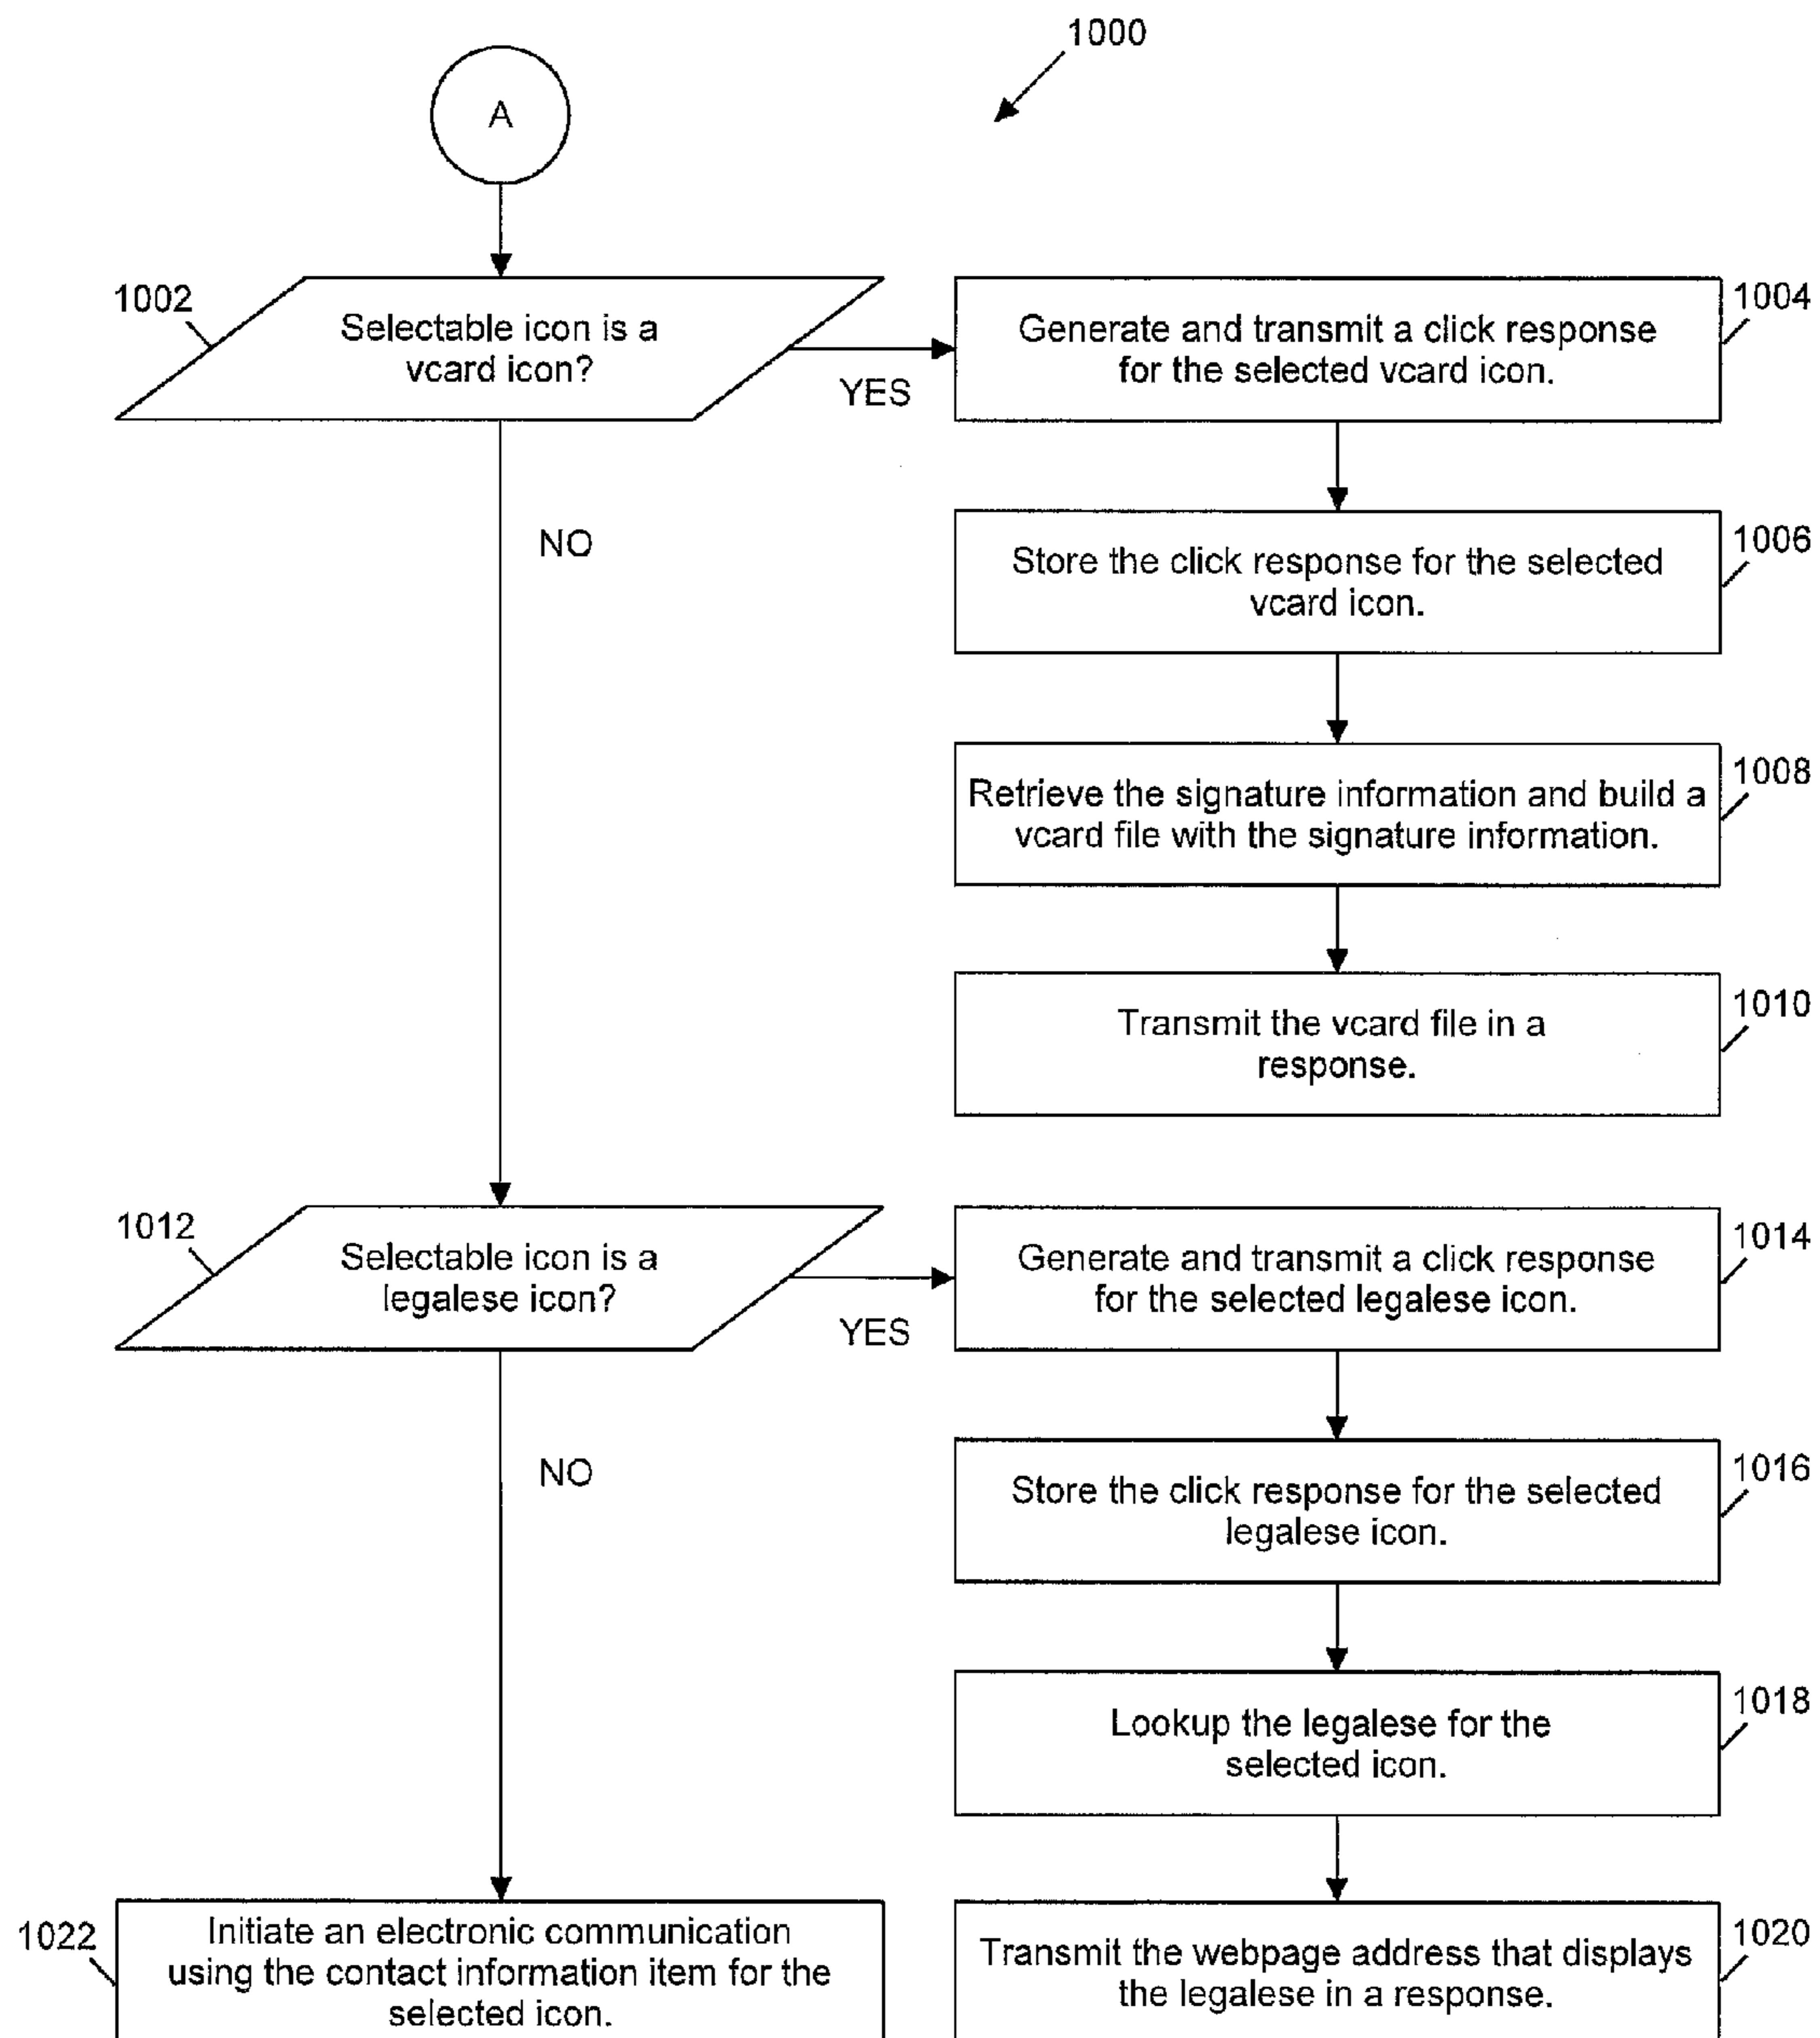 1000
A
1002
Selectable icon is a
vcard icon?
YES
NO
1004
Generate and transmit a click response
for the selected vcard icon.
1006
Store the click response for the selected
vcard icon.
1008
Retrieve the signature information and build a
vcard file with the signature information.
1010
Transmit the vcard file in a
response.
1012
Selectable icon is a
legalese icon?
YES
NO
1014
Generate and transmit a click response
for the selected legalese icon.
1016
Store the click response for the selected
legalese icon.
1018
Lookup the legalese for the
selected icon.
1022
Initiate an electronic communication
using the contact information item for the
selected icon.
1020
Transmit the webpage address that displays
the legalese in a response.